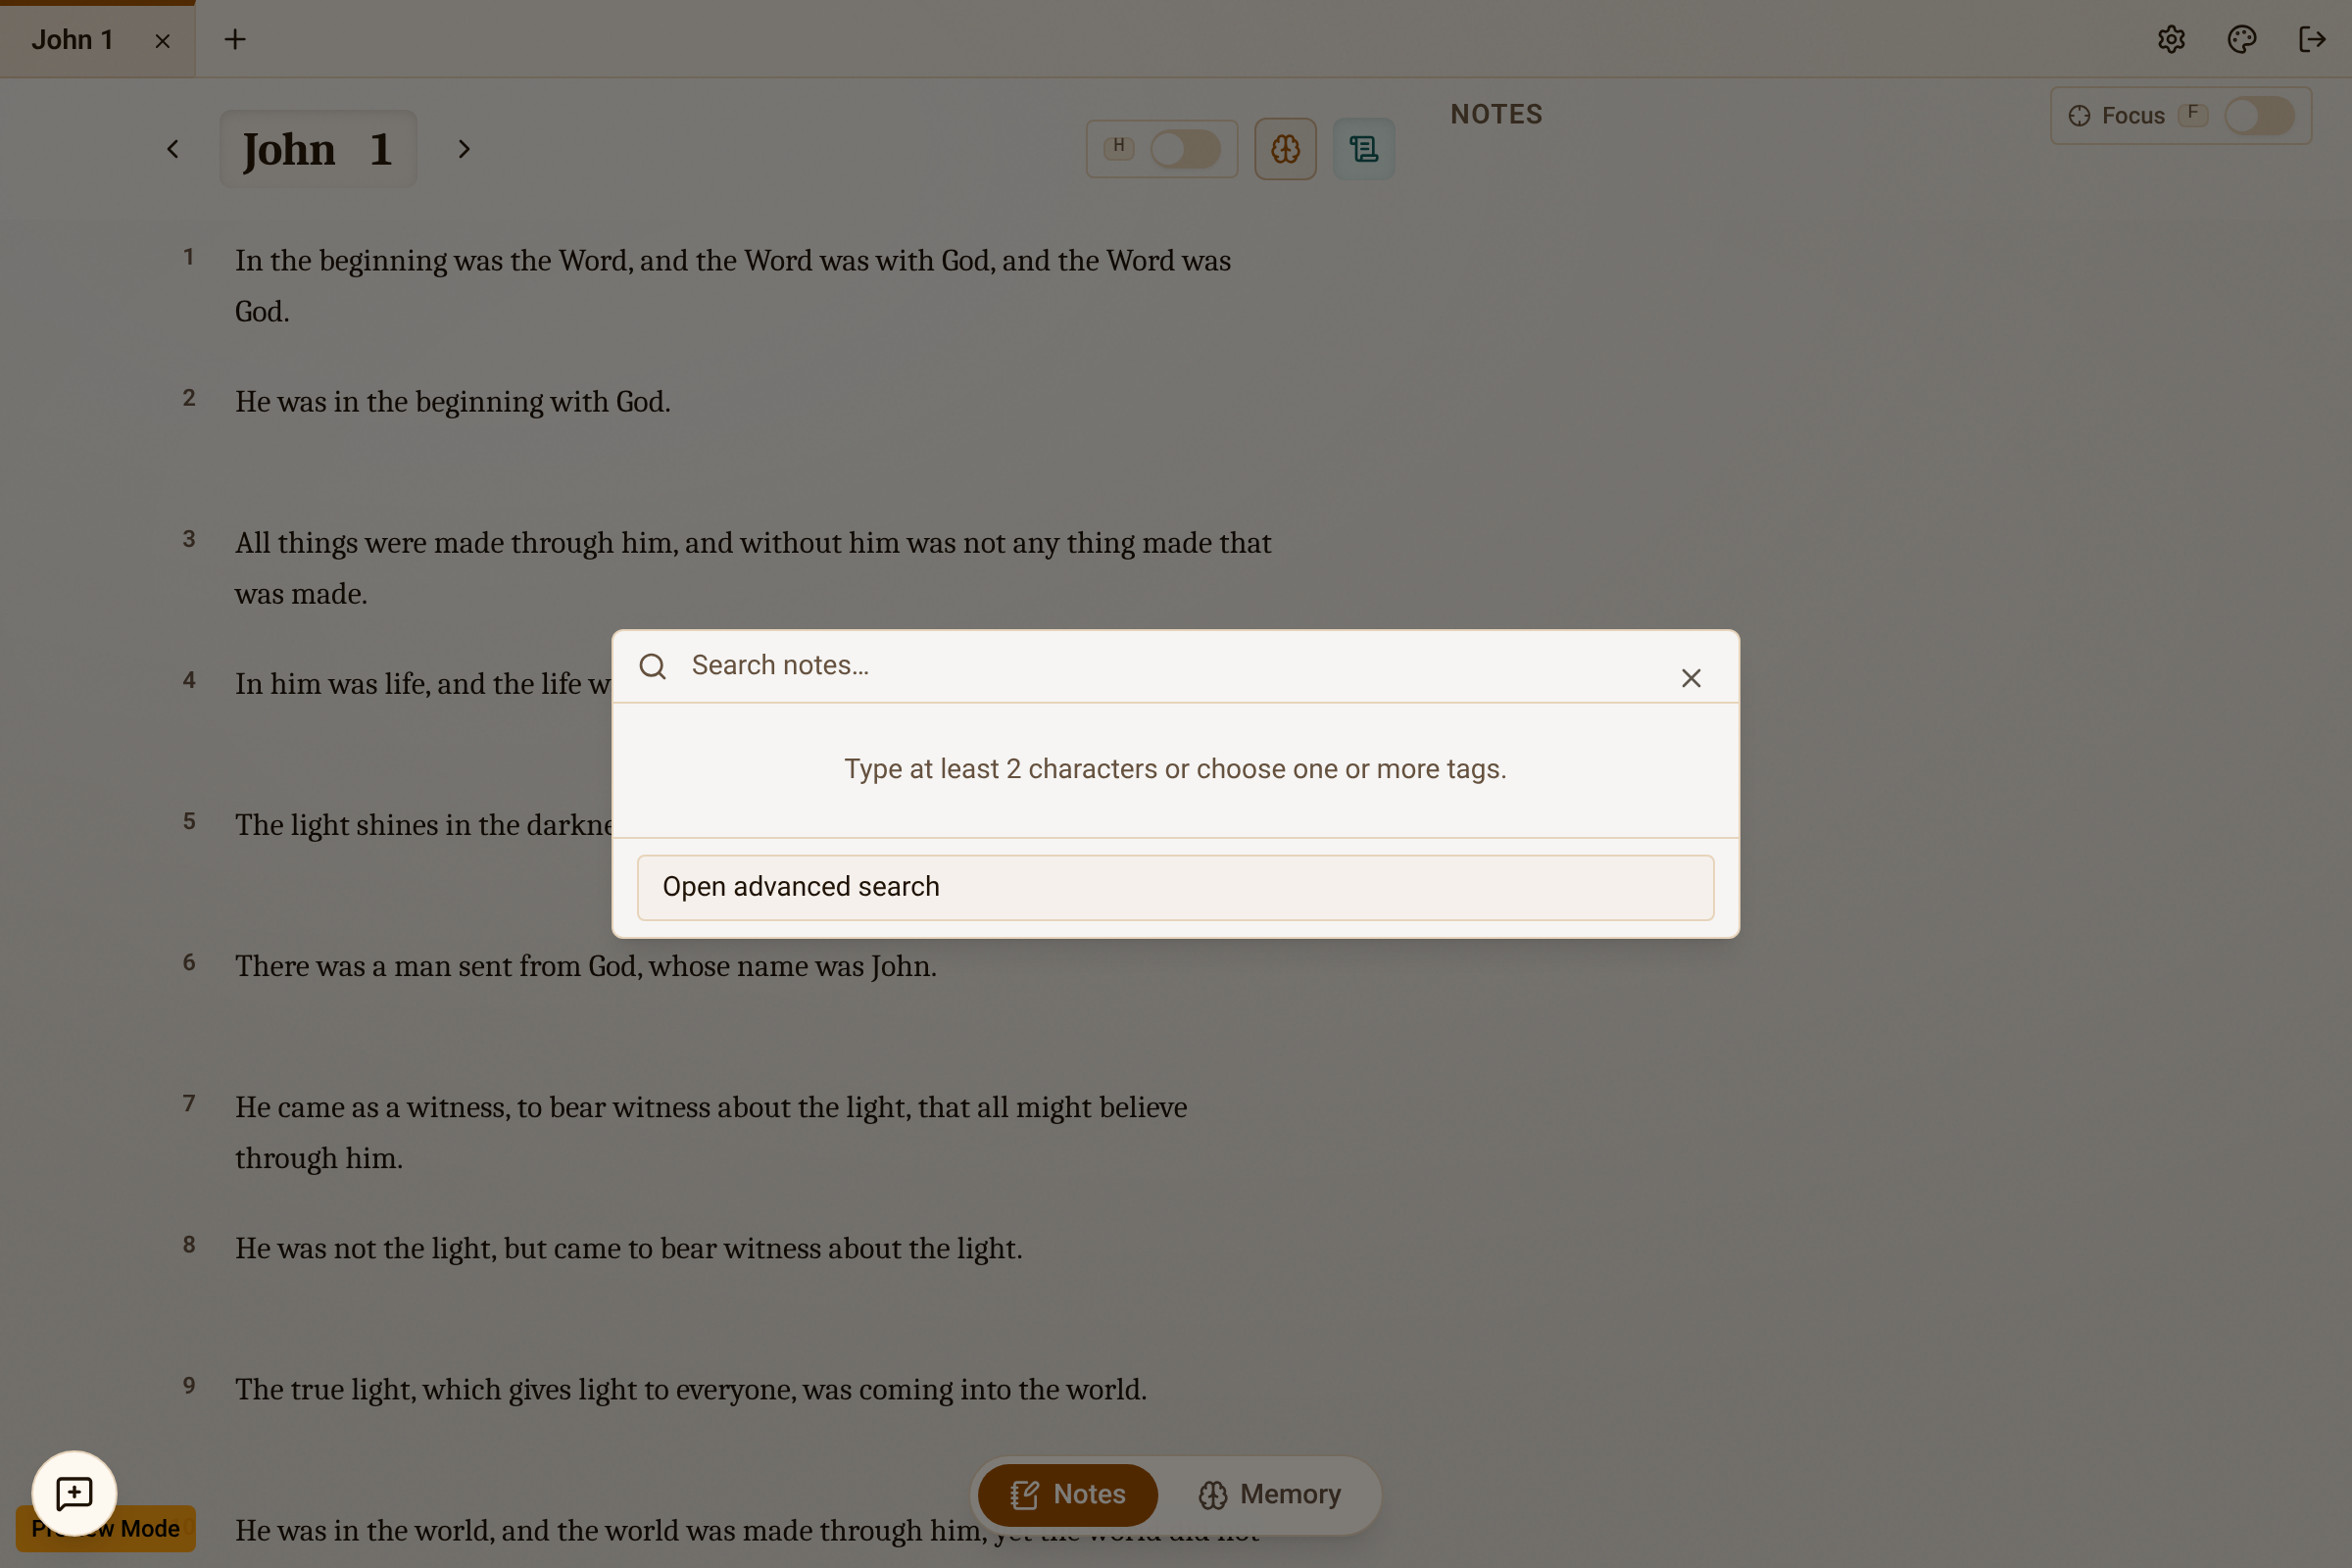 John 1
NOTES
Focus F
John 1
H
1 In the beginning was the Word, and the Word was with God, and the Word was
God.
2 He was in the beginning with God.
3 All things were made through him, and without him was not any thing made that
was made.
4 In him was life, and the life
5 The light shines in the
6 There was a man sent from God, whose name was John.
7 He came as a witness, to bear witness about the light, that all might believe
through him.
8 He was not the light, but came to bear witness about the light.
9 The true light, which gives light to everyone, was coming into the world.
He was in the world, and the world was made through him,
Search notes...
Type at least 2 characters or choose one or more tags.
Open advanced search
Notes
Memory
Mode